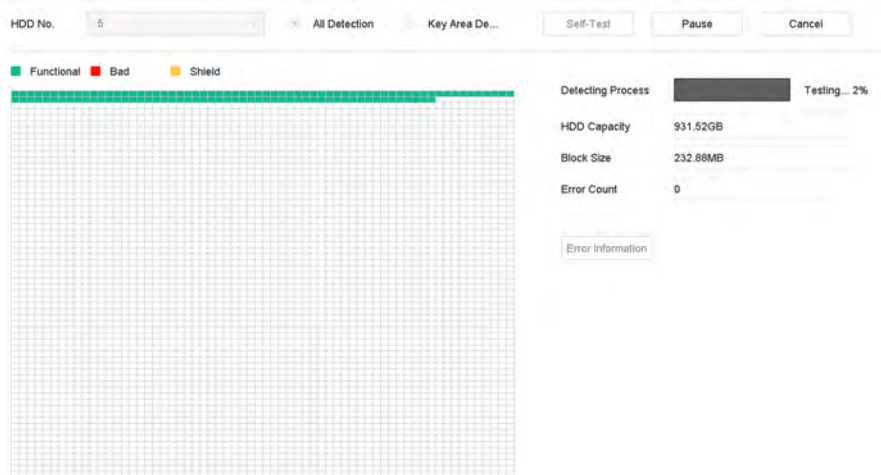 HDD No. 5 All Detection Key Area De... Self-Test Pause Cancel
Functional Bad Shield
Detecting Process Testing... 2%
HDD Capacity 931.52GB
Block Size 232.88MB
Error Count 0
Error Information